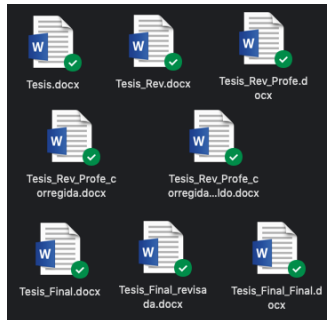 Tesis.docx
Tesis_Rev.docx
Tesis_Rev_Profe.d
ocx
Tesis_Rev_Profe_c
orregida.docx
Tesis_Rev_Profe_c
orregida...ldo.docx
Tesis_Final.docx
Tesis_Final_revisa
da.docx
Tesis_Final_Final.d
ocx